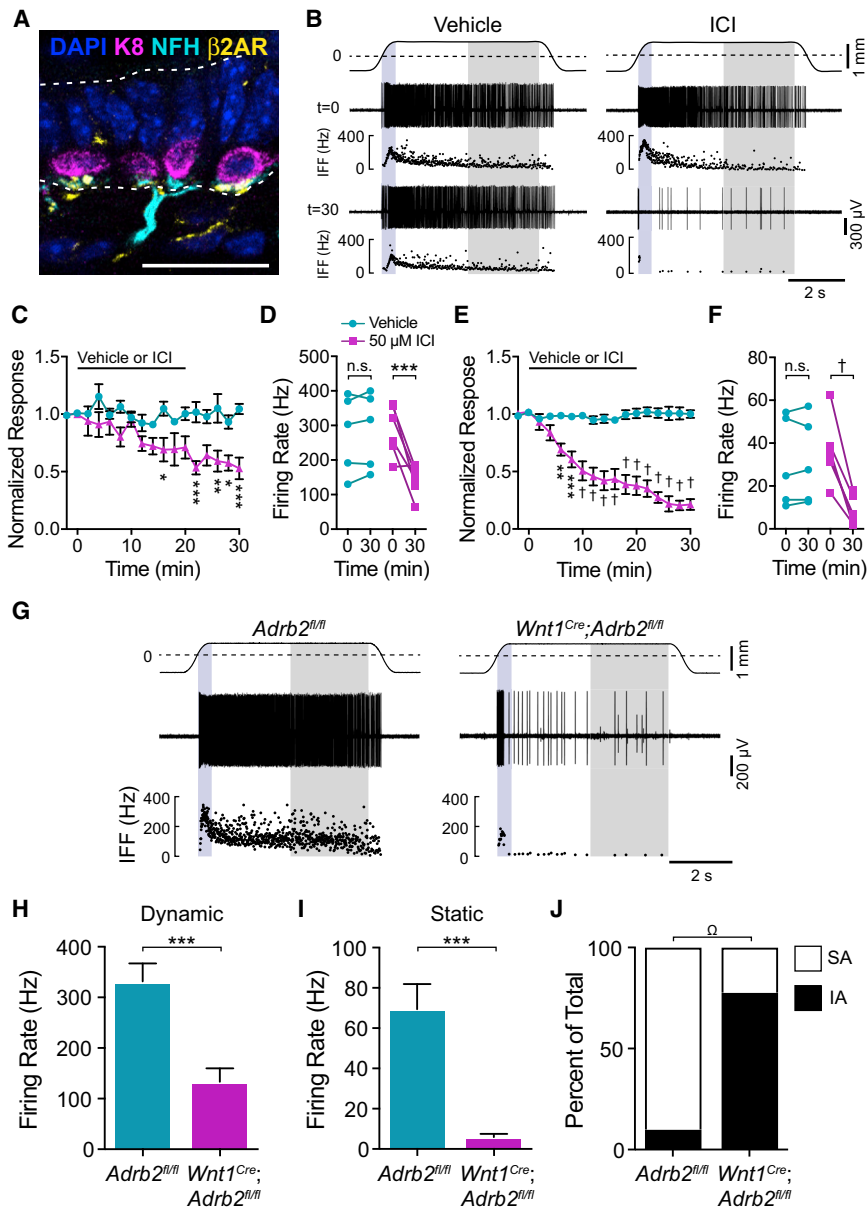 A
DAPI K8 NFH β2AR
B
Vehicle
ICI
0
1 mm
t=0
400
IFF (Hz)
0
t=30
300 µV
400
IFF (Hz)
0
2 s
C
Vehicle or ICI
Normalized Response
1.5
1.0
0.5
0.0
0 10 20 30
Time (min)
*
***
**
*
***
D
Vehicle
50 µM ICI
n.s.
***
Firing Rate (Hz)
500
400
300
200
100
0
0 30 0 30
Time (min)
E
Vehicle or ICI
Normalized Respose
1.5
1.0
0.5
0.0
0 10 20 30
Time (min)
**
***
† † † † † † † † † † †
F
n.s.
†
Firing Rate (Hz)
80
60
40
20
0
0 30 0 30
Time (min)
G
Adrb2fl/fl
Wnt1Cre;Adrb2fl/fl
0
1 mm
200 µV
IFF (Hz)
400
200
0
400
200
0
2 s
H
Dynamic
***
Firing Rate (Hz)
400
300
200
100
0
Adrb2fl/fl
Wnt1Cre;
Adrb2fl/fl
I
Static
***
Firing Rate (Hz)
100
80
60
40
20
0
Adrb2fl/fl
Wnt1Cre;
Adrb2fl/fl
J
Ω
Percent of Total
100
50
0
SA
IA
Adrb2fl/fl
Wnt1Cre;
Adrb2fl/fl